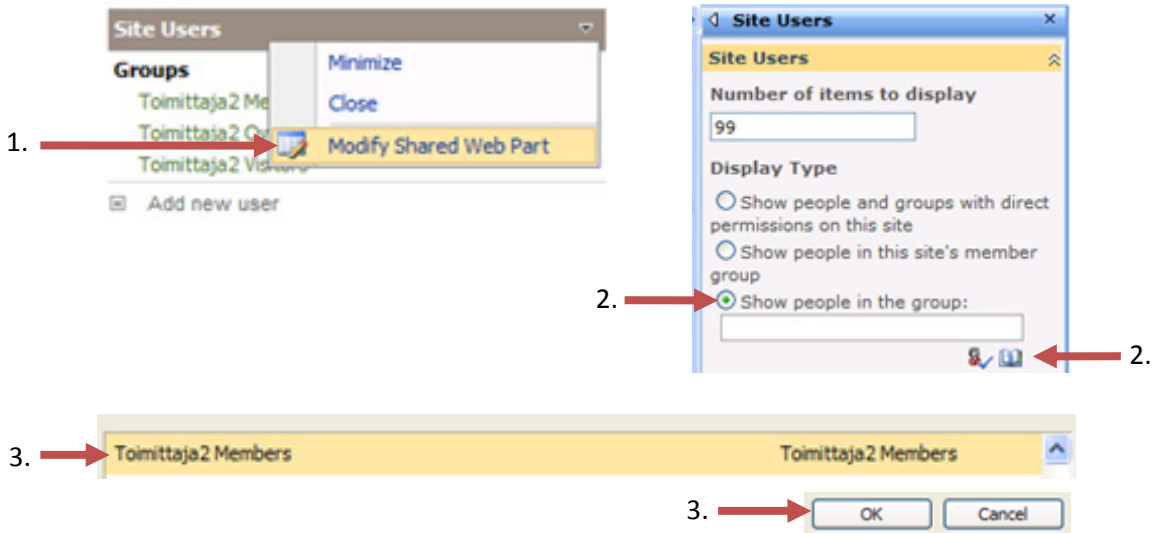 Site Users
Groups
Minimize
Toimittaja2 Me
Close
Toimittaja2 O
1.
Modify Shared Web Part
Toimittaja2 Visitors
Add new user
Site Users
Site Users
Number of items to display
99
Display Type
Show people and groups with direct
permissions on this site
Show people in this site's member
group
2.
Show people in the group:
2.
3.
Toimittaja2 Members
Toimittaja2 Members
3.
OK
Cancel